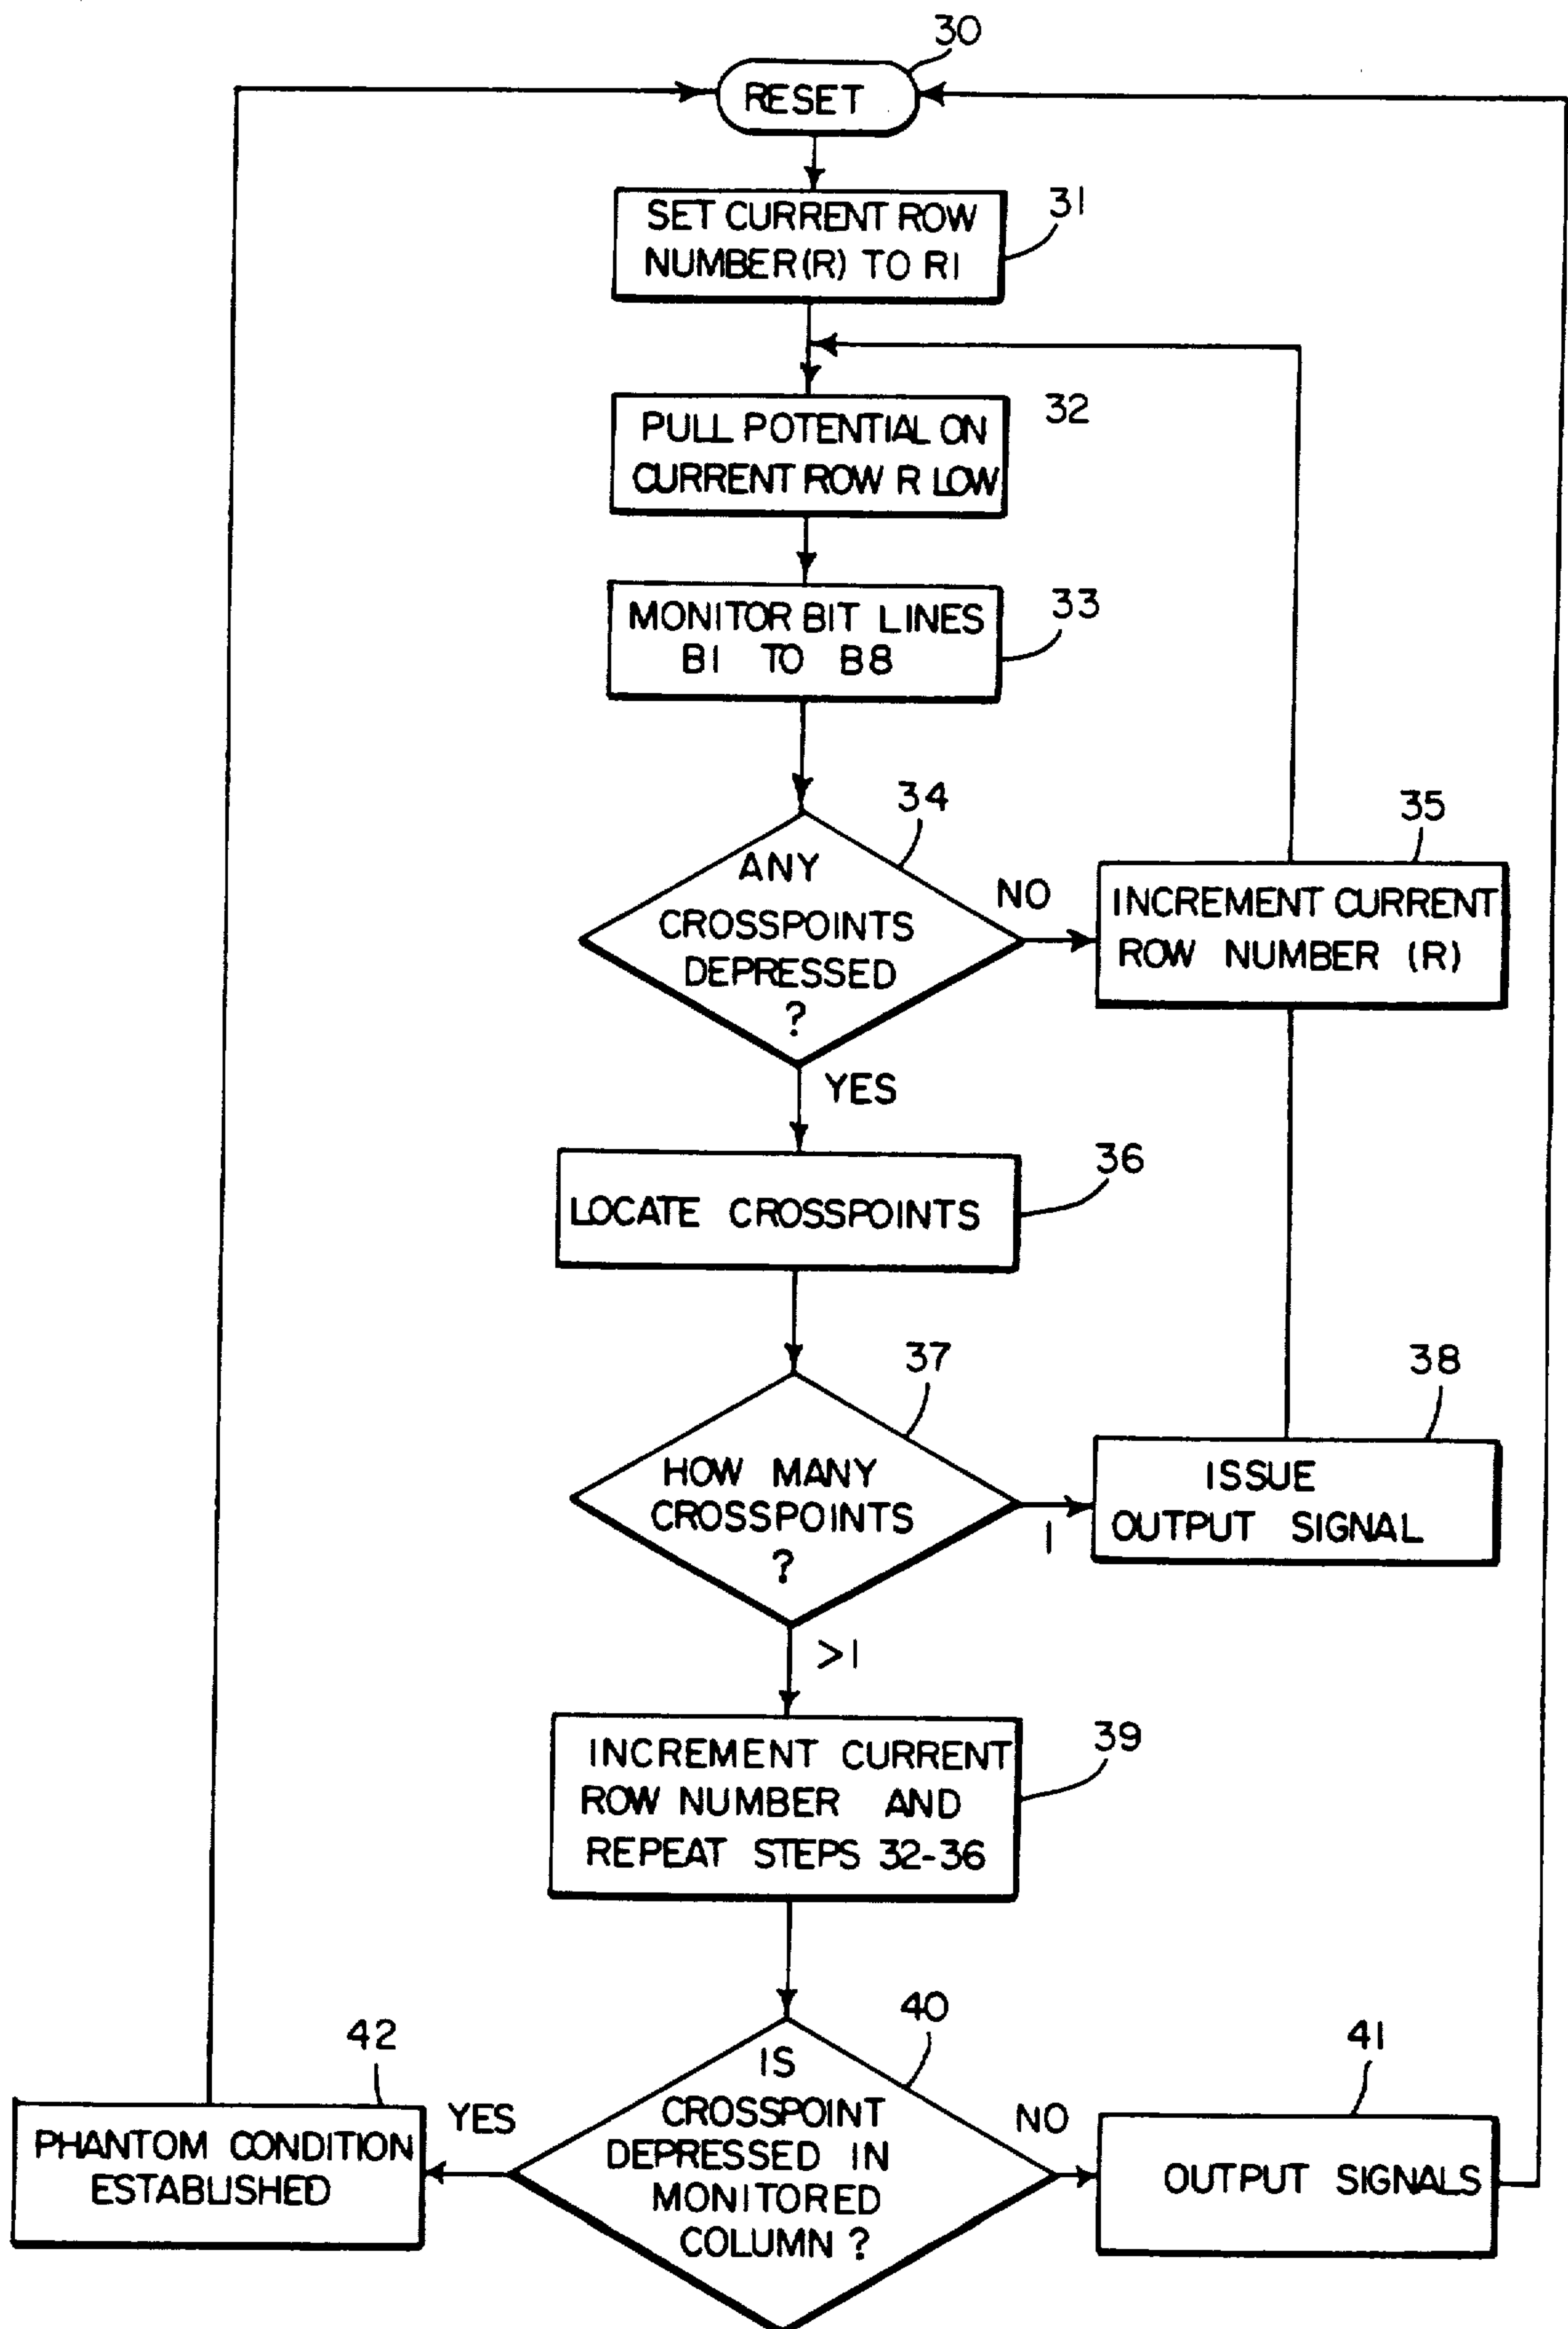 30
RESET
SET CURRENT ROW
NUMBER(R) TO R1
31
PULL POTENTIAL ON
CURRENT ROW R LOW
32
MONITOR BIT LINES
B1 TO B8
33
34
ANY
CROSSPOINTS
DEPRESSED
?
NO
35
INCREMENT CURRENT
ROW NUMBER (R)
YES
LOCATE CROSSPOINTS
36
37
HOW MANY
CROSSPOINTS
?
1
38
ISSUE
OUTPUT SIGNAL
>1
INCREMENT CURRENT
ROW NUMBER AND
REPEAT STEPS 32-36
39
40
IS
CROSSPOINT
DEPRESSED IN
MONITORED
COLUMN ?
YES
42
PHANTOM CONDITION
ESTABLISHED
NO
41
OUTPUT SIGNALS